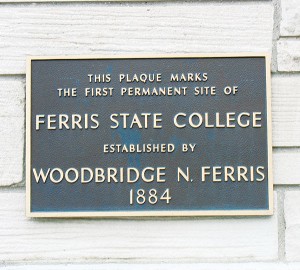 THIS PLAQUE MARKS
THE FIRST PERMANENT SITE OF
FERRIS STATE COLLEGE
ESTABLISHED BY
WOODBRIDGE N. FERRIS
1884